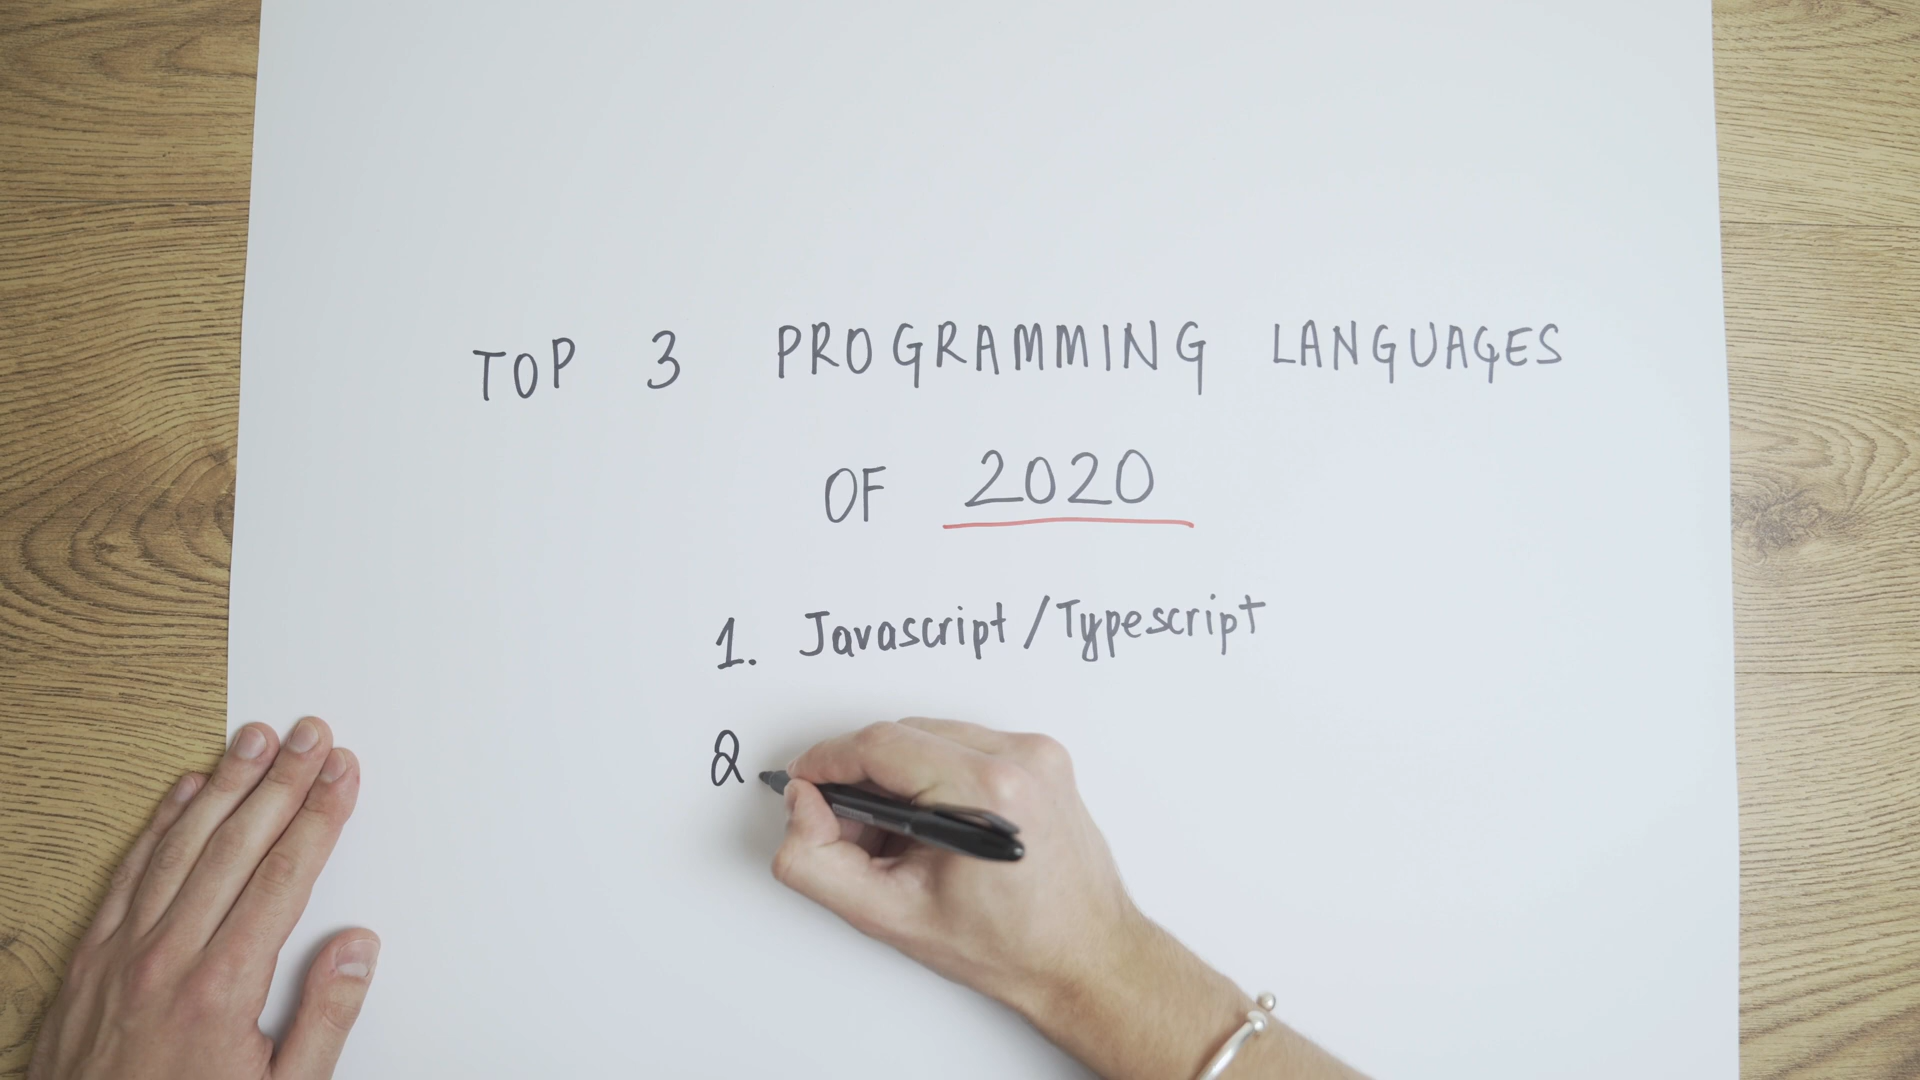 TOP 3 PROGRAMMING LANGUAGES
OF 2020
1. Javascript/Typescript
2